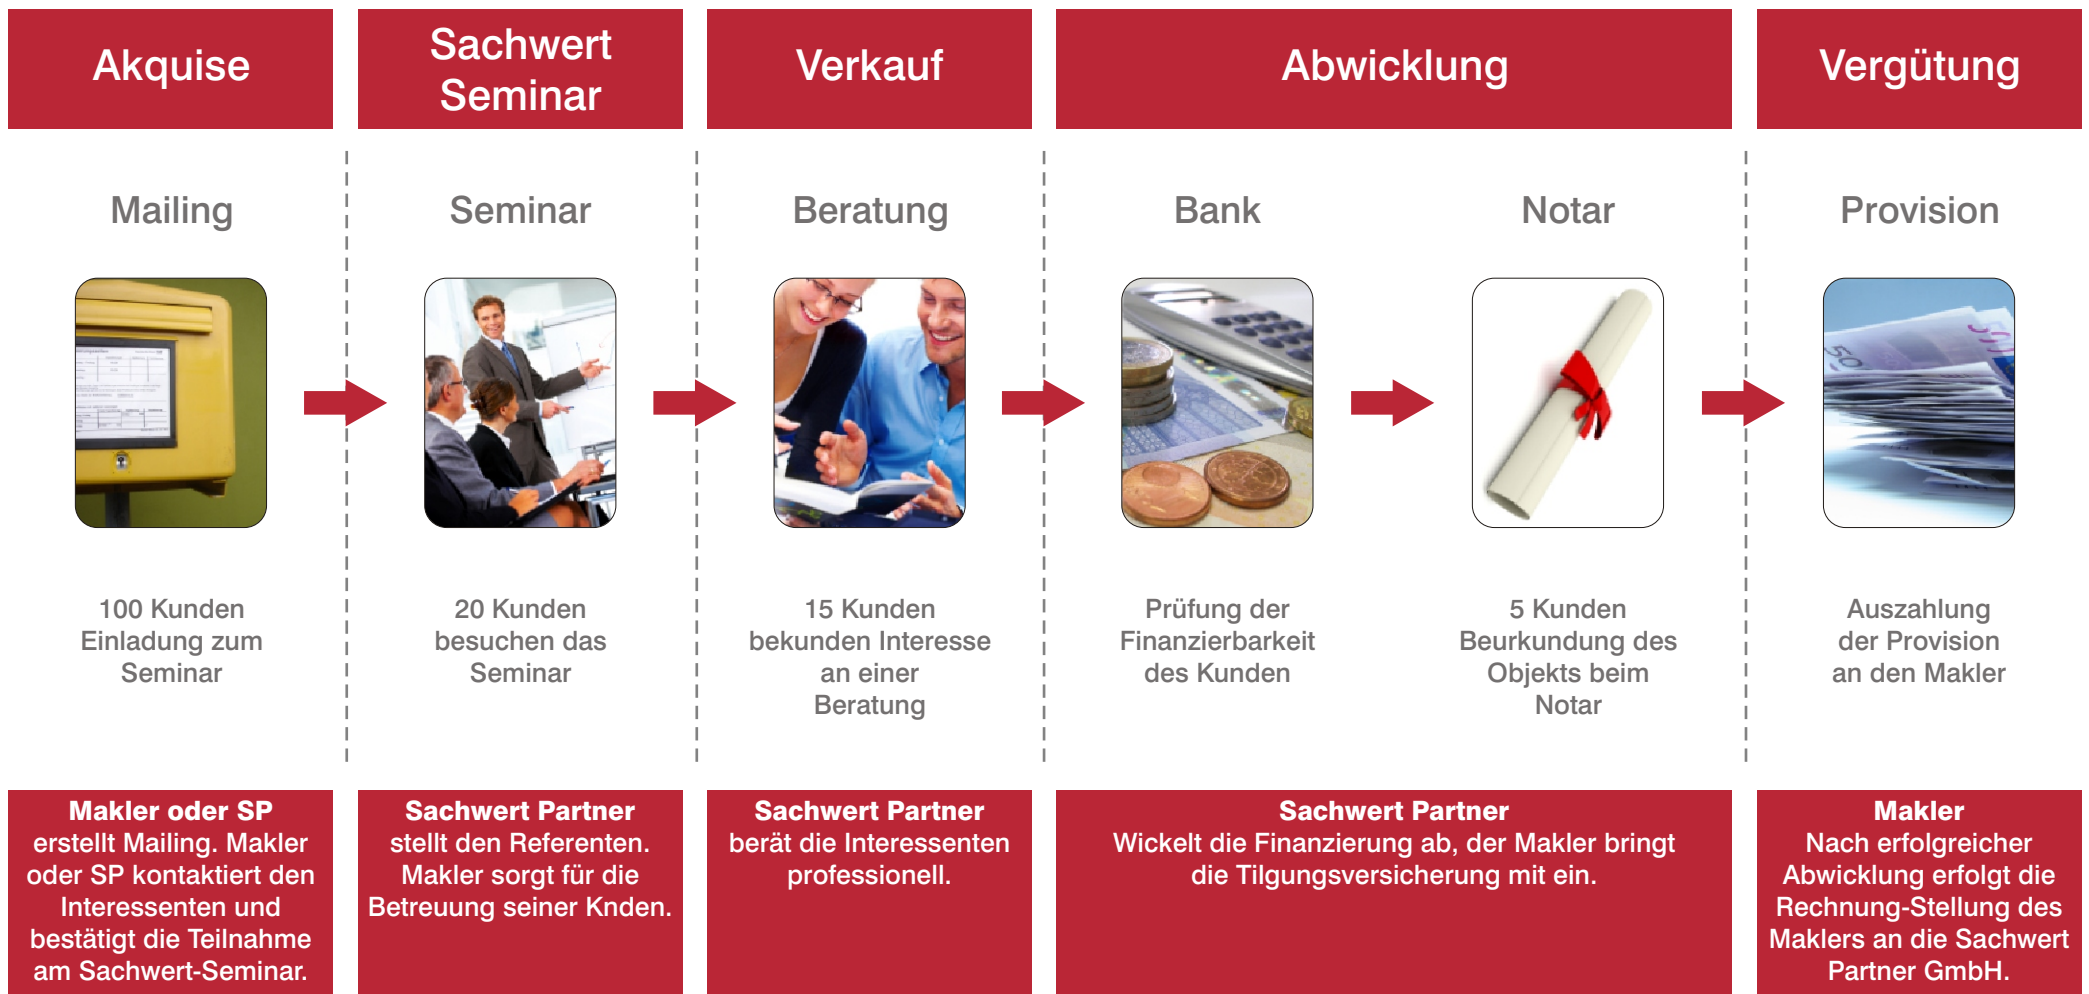 Akquise
Sachwert
Seminar
Verkauf
Abwicklung
Vergütung
Mailing
Seminar
Beratung
Bank
Notar
Provision
50
100 Kunden
Einladung zum
Seminar
20 Kunden
besuchen das
Seminar
15 Kunden
bekunden Interesse
an einer
Beratung
Prüfung der
Finanzierbarkeit
des Kunden
5 Kunden
Beurkundung des
Objekts beim
Notar
Auszahlung
der Provision
an den Makler
Makler oder SP
erstellt Mailing. Makler
oder SP kontaktiert den
Interessenten und
bestätigt die Teilnahme
am Sachwert-Seminar.
Sachwert Partner
stellt den Referenten.
Makler sorgt für die
Betreuung seiner Knden.
Sachwert Partner
berät die Interessenten
professionell.
Sachwert Partner
Wickelt die Finanzierung ab, der Makler bringt
die Tilgungsversicherung mit ein.
Makler
Nach erfolgreicher
Abwicklung erfolgt die
Rechnung-Stellung des
Maklers an die Sachwert
Partner GmbH.